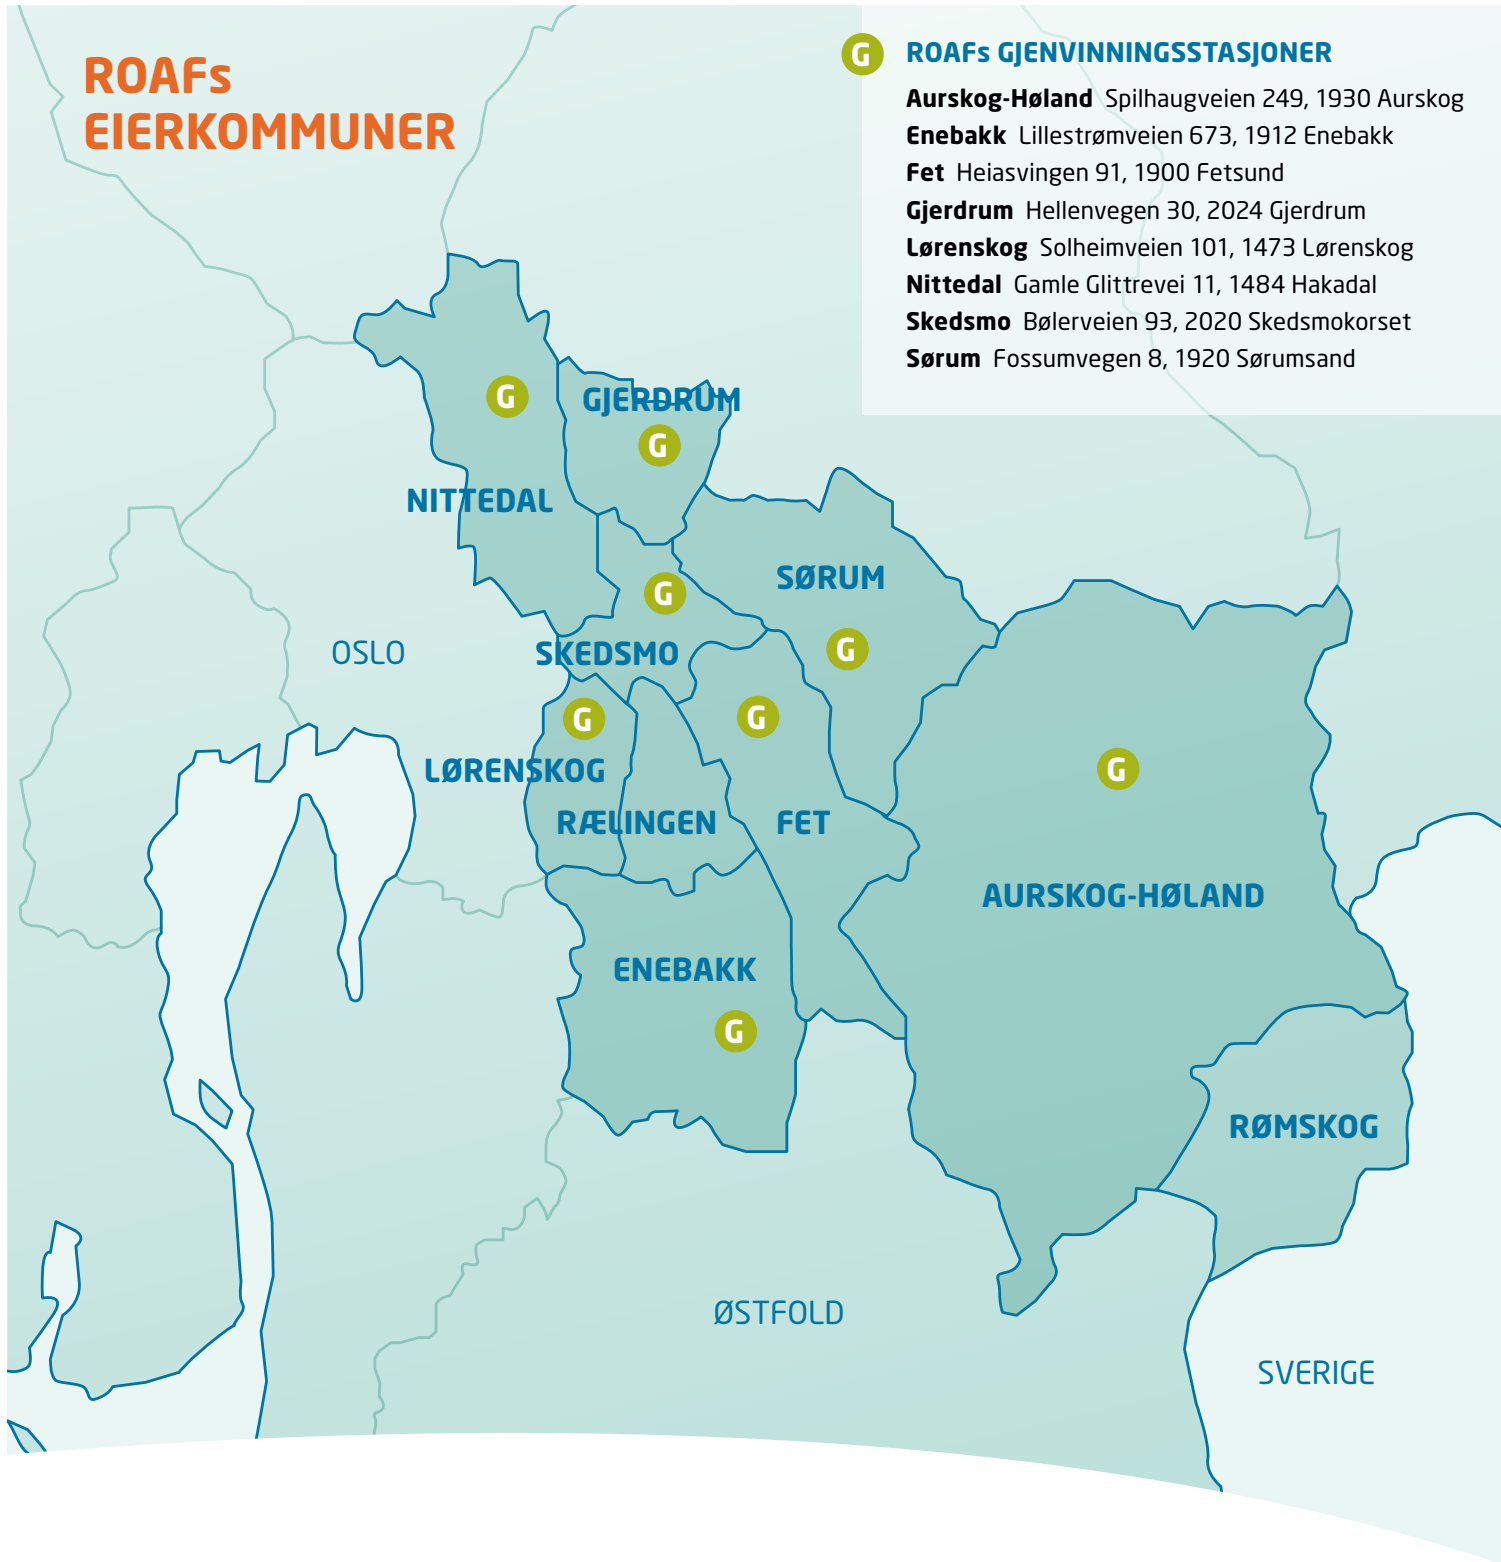 ROAFs
EIERKOMMUNER
G ROAFs GJENVINNINGSSTASJONER
Aurskog-Høland Spilhaugveien 249, 1930 Aurskog
Enebakk Lillestrømveien 673, 1912 Enebakk
Fet Heiasvingen 91, 1900 Fetsund
Gjerdrum Hellenvegen 30, 2024 Gjerdrum
Lørenskog Solheimveien 101, 1473 Lørenskog
Nittedal Gamle Glittrevei 11, 1484 Hakadal
Skedsmo Bølerveien 93, 2020 Skedsmokorset
Sørum Fossumvegen 8, 1920 Sørumsand
G
GJERDRUM
G
NITTEDAL
SØRUM
G
OSLO
SKEDSMO
G
G
G
LØRENSKOG
G
RÆLINGEN
FET
AURSKOG-HØLAND
ENEBAKK
G
RØMSKOG
ØSTFOLD
SVERIGE